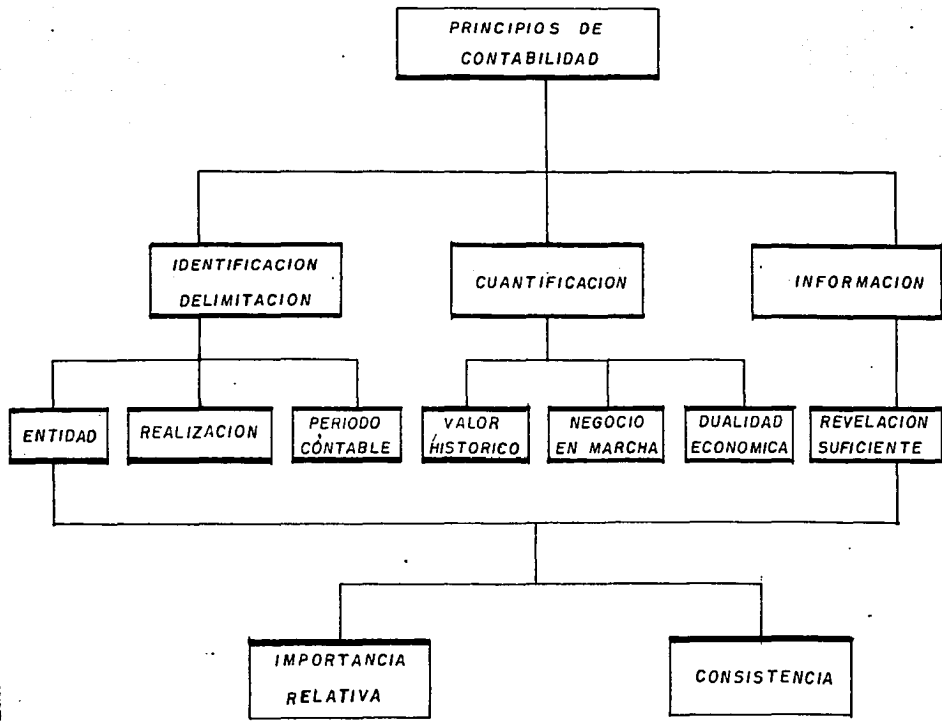 PRINCIPIOS DE
CONTABILIDAD
IDENTIFICACION
DELIMITACION
CUANTIFICACION
INFORMACION
ENTIDAD
REALIZACION
PERIODO
CONTABLE
VALOR
HISTORICO
NEGOCIO
EN MARCHA
DUALIDAD
ECONOMICA
REVELACION
SUFICIENTE
IMPORTANCIA
RELATIVA
CONSISTENCIA